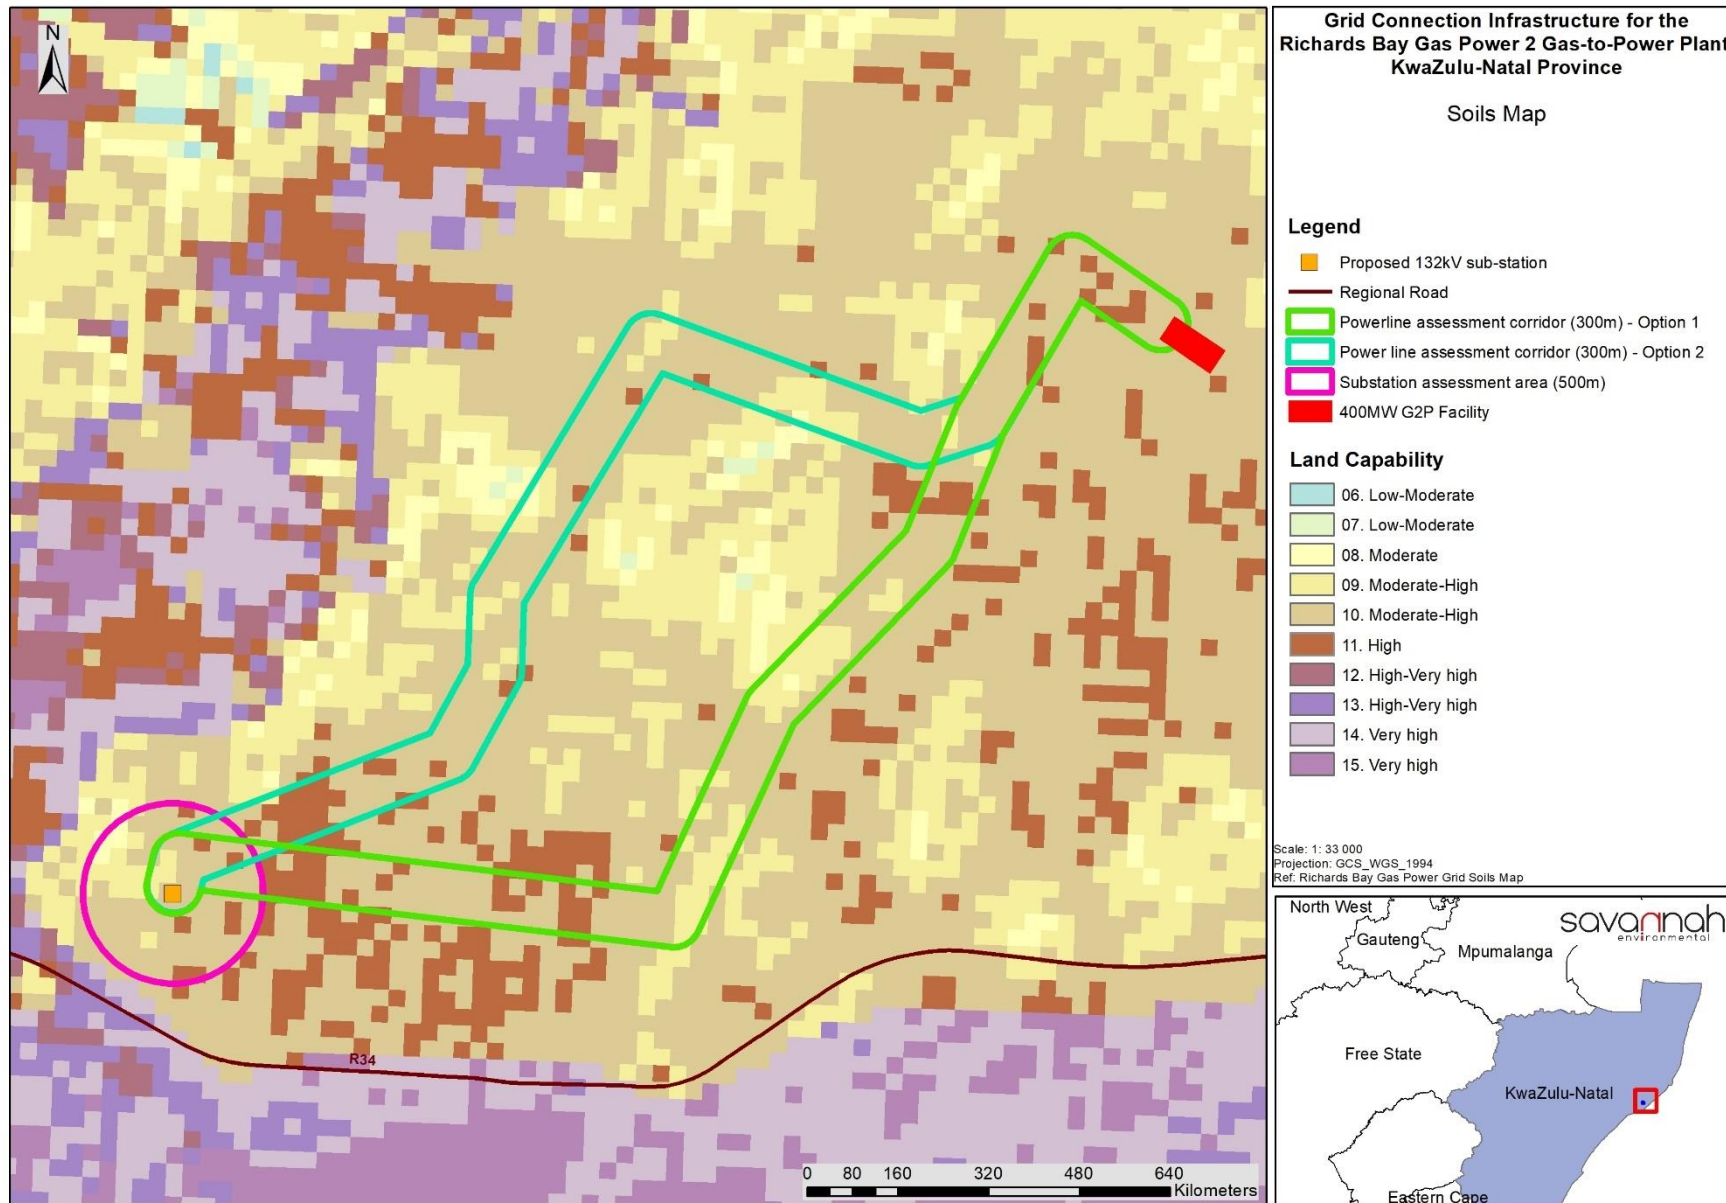 N
Grid Connection Infrastructure for the
Richards Bay Gas Power 2 Gas-to-Power Plant
KwaZulu-Natal Province
Soils Map
Legend
Proposed 132kV sub-station
Regional Road
Powerline assessment corridor (300m) - Option 1
Power line assessment corridor (300m) - Option 2
Substation assessment area (500m)
400MW G2P Facility
Land Capability
06. Low-Moderate
07. Low-Moderate
08. Moderate
09. Moderate-High
10. Moderate-High
11. High
12. High-Very high
13. High-Very high
14. Very high
15. Very high
Scale: 1: 33 000
Projection: GCS_WGS_1994
Ref: Richards Bay Gas Power Grid Soils Map
R34
0 80 160 320 480 640
Kilometers
North West
savannah
environmental
Gauteng
Mpumalanga
Free State
KwaZulu-Natal
Eastern Cape